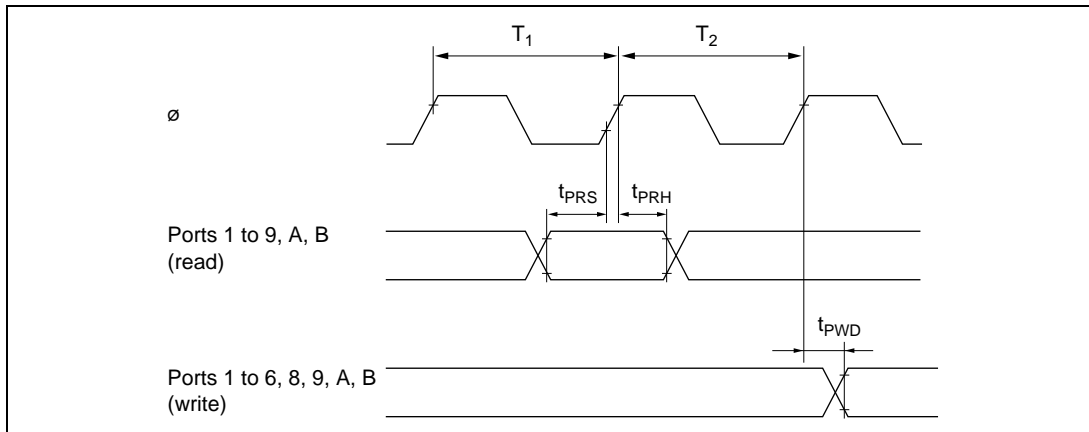 T1 T2
ø
tPRS tPRH
Ports 1 to 9, A, B
(read)
tPWD
Ports 1 to 6, 8, 9, A, B
(write)